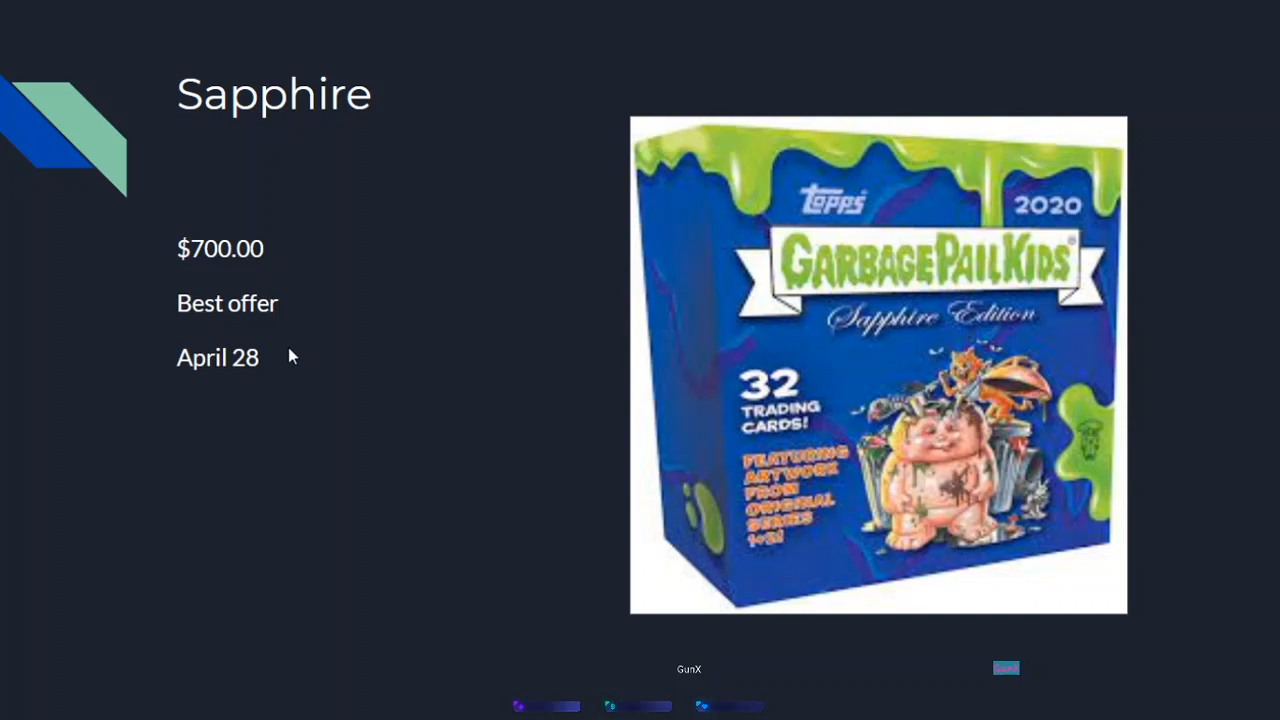 Sapphire
$700.00
Best offer
April 28
topps
2020
GARBAGE PAIL KIDS
Sapphire Edition
32
TRADING
CARDS!
FEATURING
ARTWORK
FROM
ORIGINAL
SERIES
1+2!
GunX
GunX